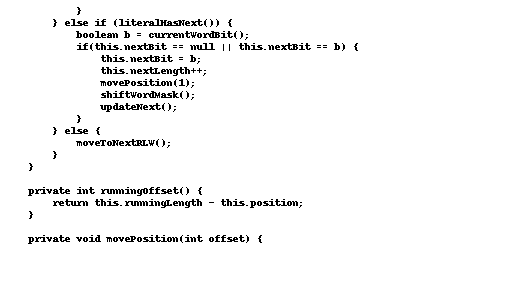 }
    } else if (literalHasNext()) {
        boolean b = currentWordBit();
        if(this.nextBit == null || this.nextBit == b) {
            this.nextBit = b;
            this.nextLength++;
            movePosition(1);
            shiftWordMask();
            updateNext();
        }
    } else {
        moveToNextRLW();
    }
}

private int runningOffset() {
    return this.runningLength - this.position;
}

private void movePosition(int offset) {